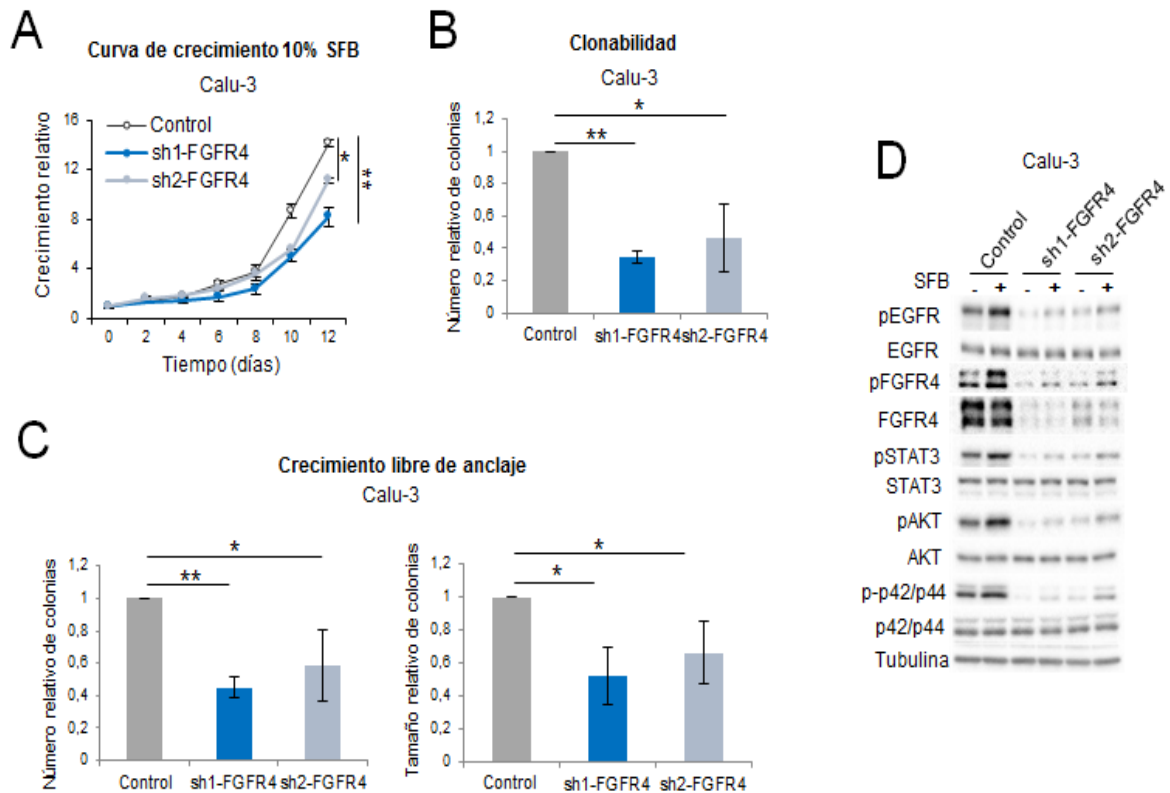 A
Curva de crecimiento 10% SFB
Calu-3
Crecimiento relativo
16
12
8
4
0
Control
sh1-FGFR4
sh2-FGFR4
*
**
0 2 4 6 8 10 12
Tiempo (días)
B
Clonabilidad
Calu-3
Número relativo de colonias
1,2
1
0,8
0,6
0,4
0,2
0
*
**
Control sh1-FGFR4 sh2-FGFR4
C
Crecimiento libre de anclaje
Calu-3
Número relativo de colonias
1,2
1
0,8
0,6
0,4
0,2
0
*
**
Control sh1-FGFR4 sh2-FGFR4
Tamaño relativo de colonias
1,2
1
0,8
0,6
0,4
0,2
0
*
*
Control sh1-FGFR4 sh2-FGFR4
D
Calu-3
Control sh1-FGFR4 sh2-FGFR4
SFB - + - + - +
pEGFR
EGFR
pFGFR4
FGFR4
pSTAT3
STAT3
pAKT
AKT
p-p42/p44
p42/p44
Tubulina